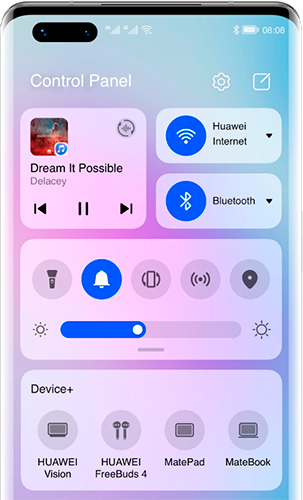 08:08
Control Panel
Dream It Possible
Delacey
Huawei
Internet
Bluetooth
Device+
HUAWEI
Vision
HUAWEI
FreeBuds 4
MatePad
MateBook